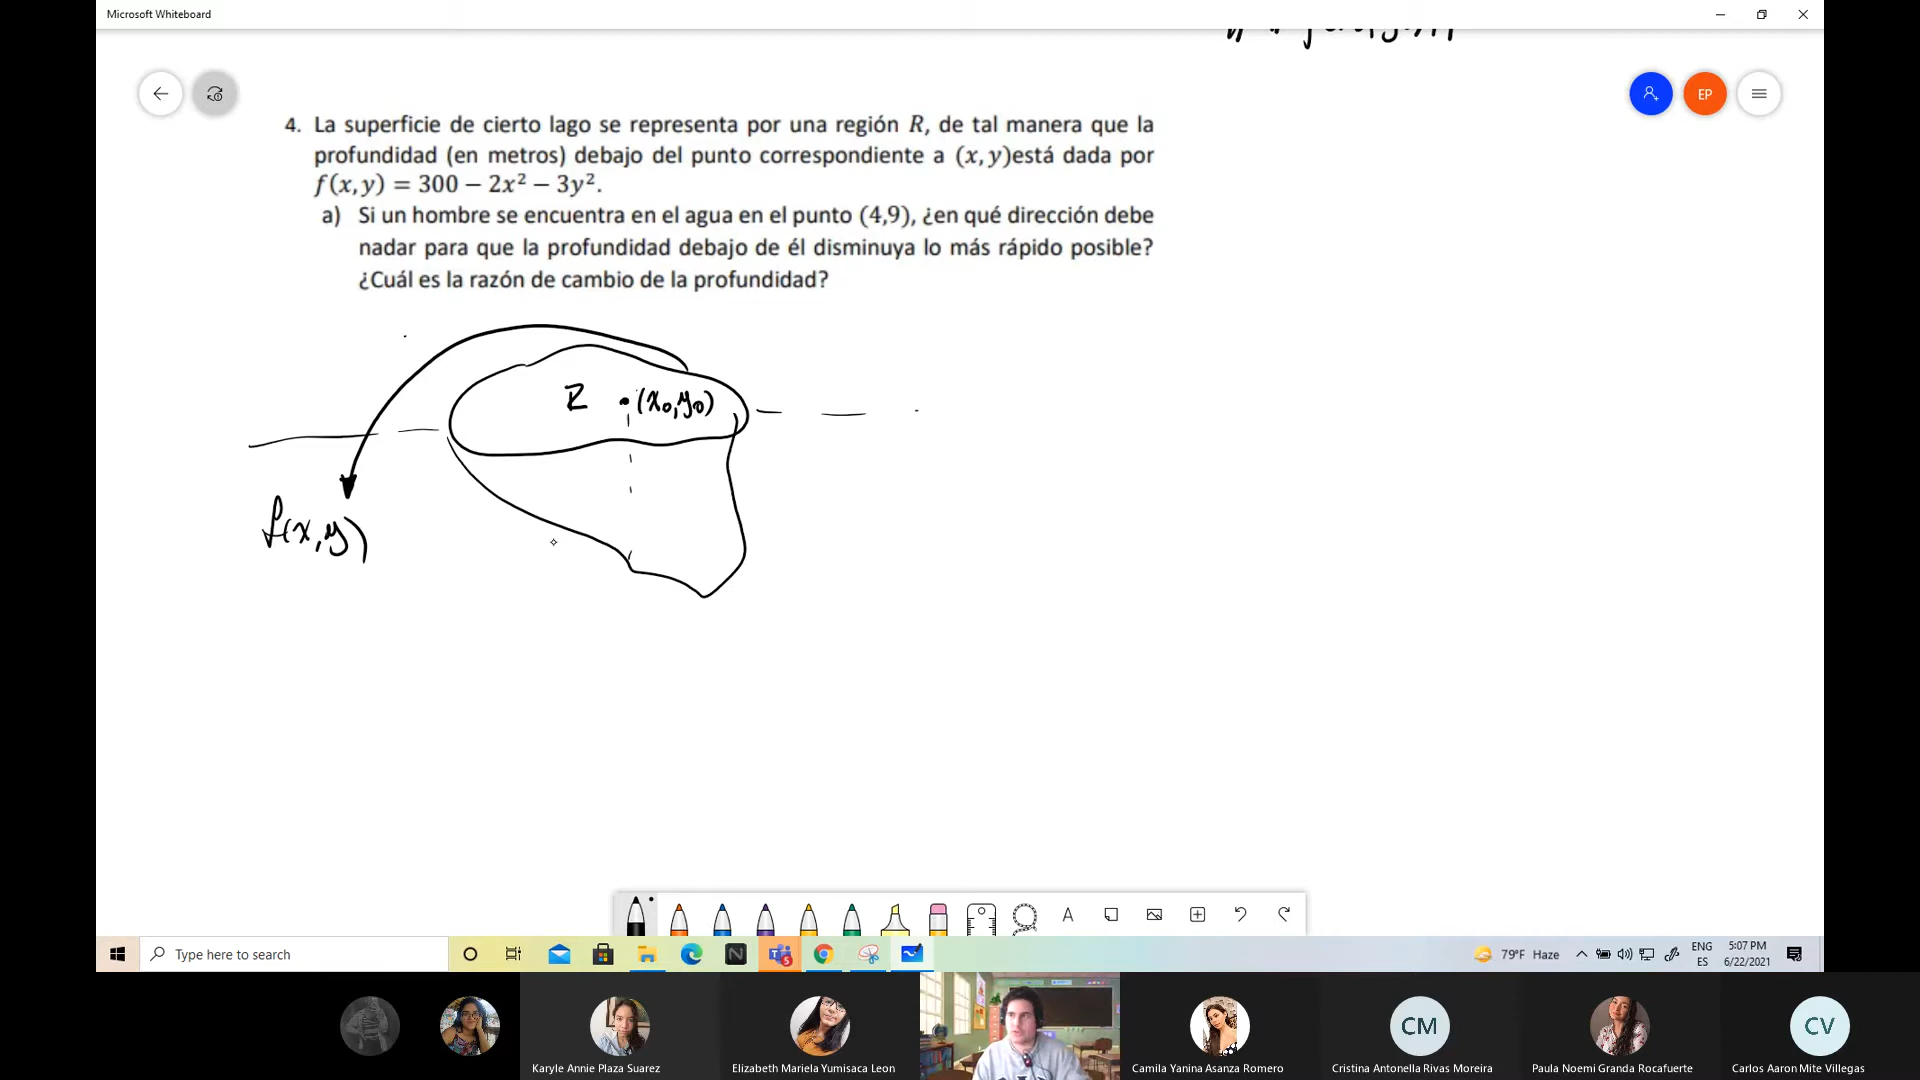 Microsoft Whiteboard
EP
4. La superficie de cierto lago se representa por una región R, de tal manera que la
profundidad (en metros) debajo del punto correspondiente a (x, y)está dada por
f(x, y) = 300 − 2x² − 3y².
a) Si un hombre se encuentra en el agua en el punto (4,9), ¿en qué dirección debe
nadar para que la profundidad debajo de él disminuya lo más rápido posible?
¿Cuál es la razón de cambio de la profundidad?
R (x₀,y₀)
f(x,y)
A
Type here to search
N
5
79°F Haze
ENG
ES
5:07 PM
6/22/2021
CM
CV
Karyle Annie Plaza Suarez
Elizabeth Mariela Yumisaca Leon
Camila Yanina Asanza Romero
Cristina Antonella Rivas Moreira
Paula Noemi Granda Rocafuerte
Carlos Aaron Mite Villegas